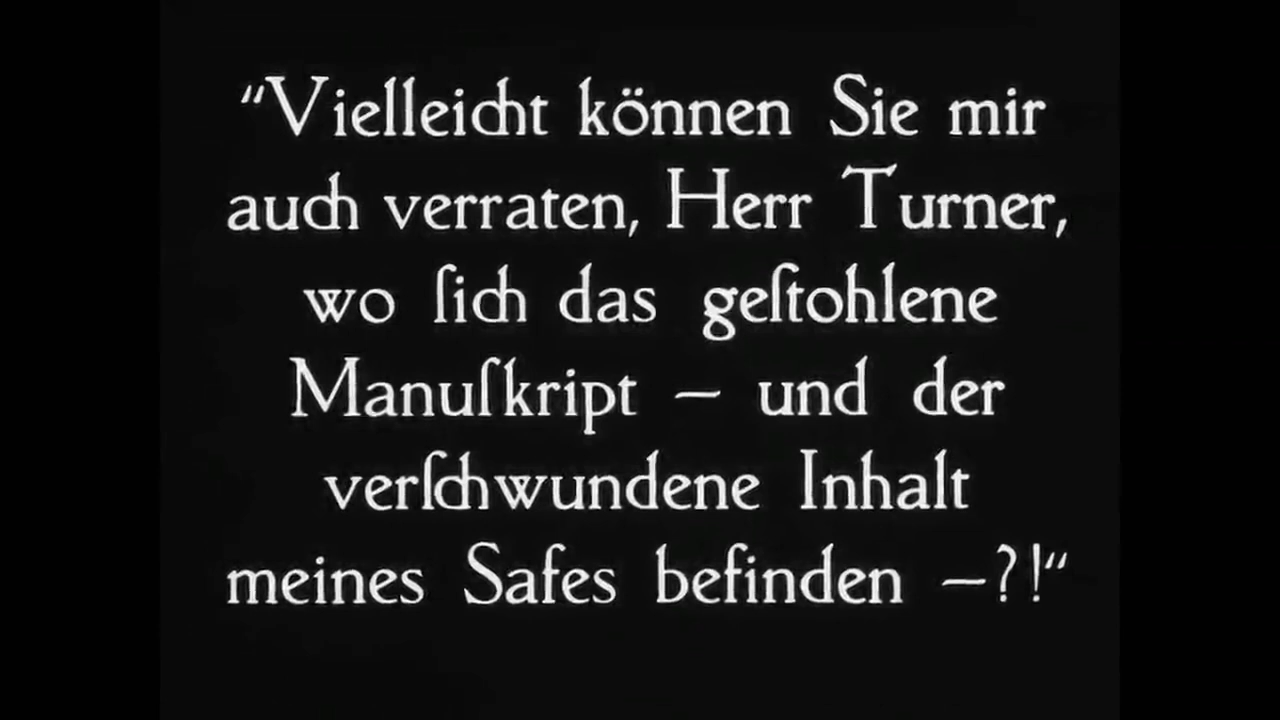 “Vielleicht können Sie mir
auch verraten, Herr Turner,
wo ſich das geſtohlene
Manuſkript – und der
verſchwundene Inhalt
meines Safes befinden –?!“